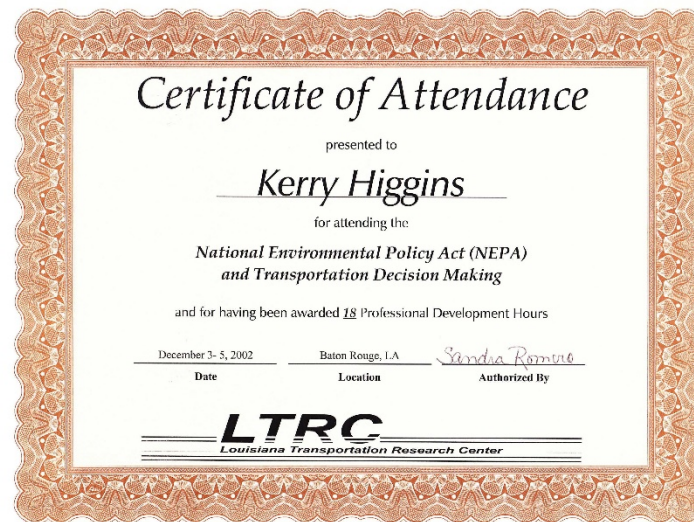 Certificate of Attendance
presented to
Kerry Higgins
for attending the
National Environmental Policy Act (NEPA)
and Transportation Decision Making
and for having been awarded 18 Professional Development Hours
December 3- 5, 2002 Baton Rouge, LA Sandra Romero
Date Location Authorized By
LTRC
Louisiana Transportation Research Center